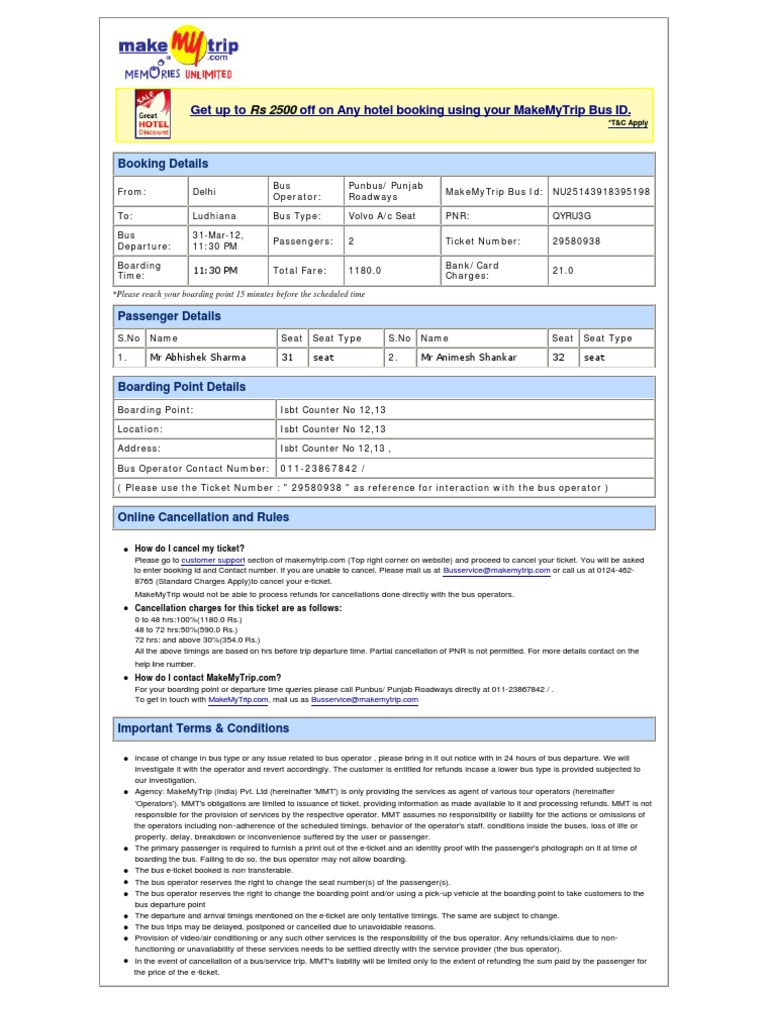 make my trip
.com
MEMORIES UNLIMITED
SALE
Great
HOTEL
Discount
Get up to Rs 2500 off on Any hotel booking using your MakeMyTrip Bus ID.
*T&C Apply
Booking Details
From: Delhi Bus Operator: Punbus/ Punjab Roadways MakeMyTrip Bus Id: NU25143918395198
To: Ludhiana Bus Type: Volvo A/c Seat PNR: QYRU3G
Bus Departure: 31-Mar-12, 11:30 PM Passengers: 2 Ticket Number: 29580938
Boarding Time: 11:30 PM Total Fare: 1180.0 Bank/ Card Charges: 21.0
*Please reach your boarding point 15 minutes before the scheduled time
Passenger Details
S.No Name Seat Seat Type S.No Name Seat Seat Type
1. Mr Abhishek Sharma 31 seat 2. Mr Animesh Shankar 32 seat
Boarding Point Details
Boarding Point: Isbt Counter No 12,13
Location: Isbt Counter No 12,13
Address: Isbt Counter No 12,13 ,
Bus Operator Contact Number: 011-23867842 /
( Please use the Ticket Number : " 29580938 " as reference for interaction with the bus operator )
Online Cancellation and Rules
● How do I cancel my ticket?
Please go to customer support section of makemytrip.com (Top right corner on website) and proceed to cancel your ticket. You will be asked
to enter booking Id and Contact number. If you are unable to cancel, Please mail us at Busservice@makemytrip.com or call us at 0124-462-
8765 (Standard Charges Apply)to cancel your e-ticket.
MakeMyTrip would not be able to process refunds for cancellations done directly with the bus operators.
● Cancellation charges for this ticket are as follows:
0 to 48 hrs:100%(1180.0 Rs.)
48 to 72 hrs:50%(590.0 Rs.)
72 hrs: and above 30%(354.0 Rs.)
All the above timings are based on hrs before trip departure time. Partial cancellation of PNR is not permitted. For more details contact on the
help line number.
● How do I contact MakeMyTrip.com?
For your boarding point or departure time queries please call Punbus/ Punjab Roadways directly at 011-23867842 / .
To get in touch with MakeMyTrip.com, mail us as Busservice@makemytrip.com
Important Terms & Conditions
● Incase of change in bus type or any issue related to bus operator , please bring in it out notice with in 24 hours of bus departure. We will
investigate it with the operator and revert accordingly. The customer is entitled for refunds incase a lower bus type is provided subjected to
our investigation.
● Agency: MakeMyTrip (India) Pvt. Ltd (hereinafter 'MMT') is only providing the services as agent of various tour operators (hereinafter
'Operators'). MMT's obligations are limited to issuance of ticket, providing information as made available to it and processing refunds. MMT is not
responsible for the provision of services by the respective operator. MMT assumes no responsibility or liability for the actions or omissions of
the operators including non-adherence of the scheduled timings, behavior of the operator's staff, conditions inside the buses, loss of life or
property, delay, breakdown or inconvenience suffered by the user or passenger.
● The primary passenger is required to furnish a print out of the e-ticket and an identity proof with the passenger's photograph on it at time of
boarding the bus. Failing to do so, the bus operator may not allow boarding.
● The bus e-ticket booked is non transferable.
● The bus operator reserves the right to change the seat number(s) of the passenger(s).
● The bus operator reserves the right to change the boarding point and/or using a pick-up vehicle at the boarding point to take customers to the
bus departure point
● The departure and arrival timings mentioned on the e-ticket are only tentative timings. The same are subject to change.
● The bus trips may be delayed, postponed or cancelled due to unavoidable reasons.
● Provision of video/air conditioning or any such other services is the responsibility of the bus operator. Any refunds/claims due to non-
functioning or unavailability of these services needs to be settled directly with the service provider (the bus operator).
● In the event of cancellation of a bus/service trip, MMT's liability will be limited only to the extent of refunding the sum paid by the passenger for
the price of the e-ticket.